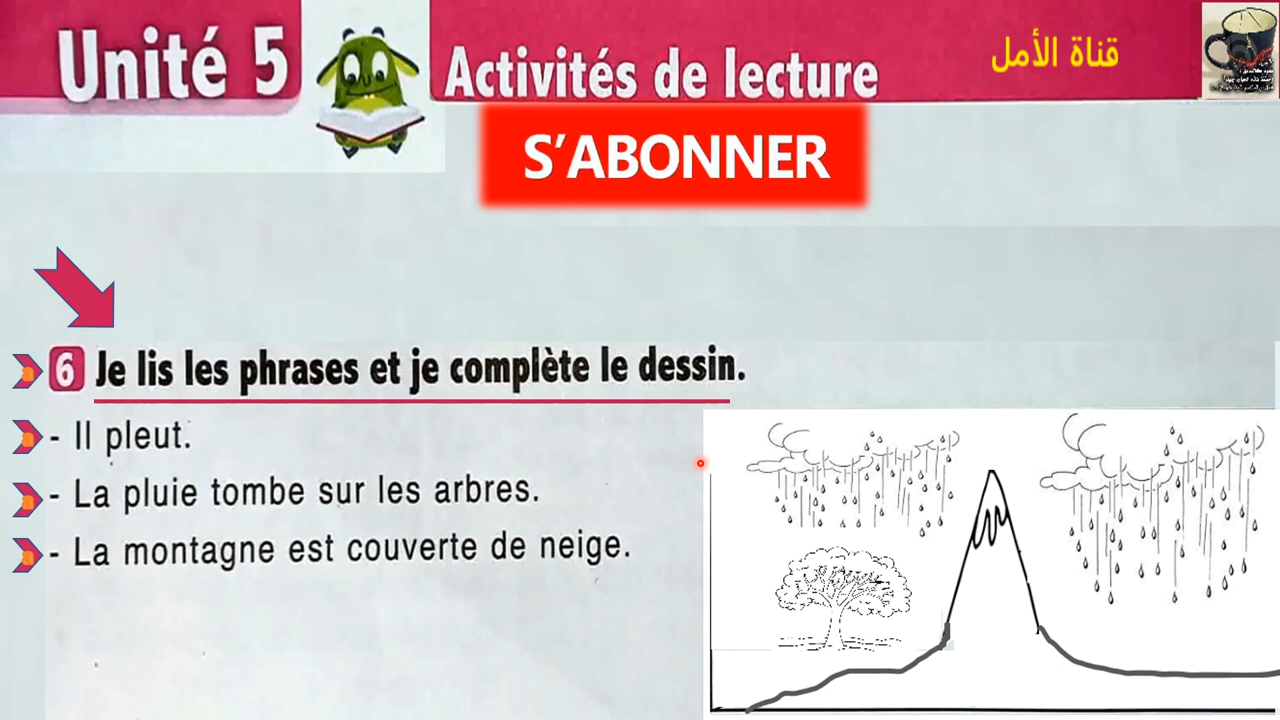 Unité 5
Activités de lecture
قناة الأمل
S'ABONNER
6 Je lis les phrases et je complète le dessin.
- Il pleut.
- La pluie tombe sur les arbres.
- La montagne est couverte de neige.